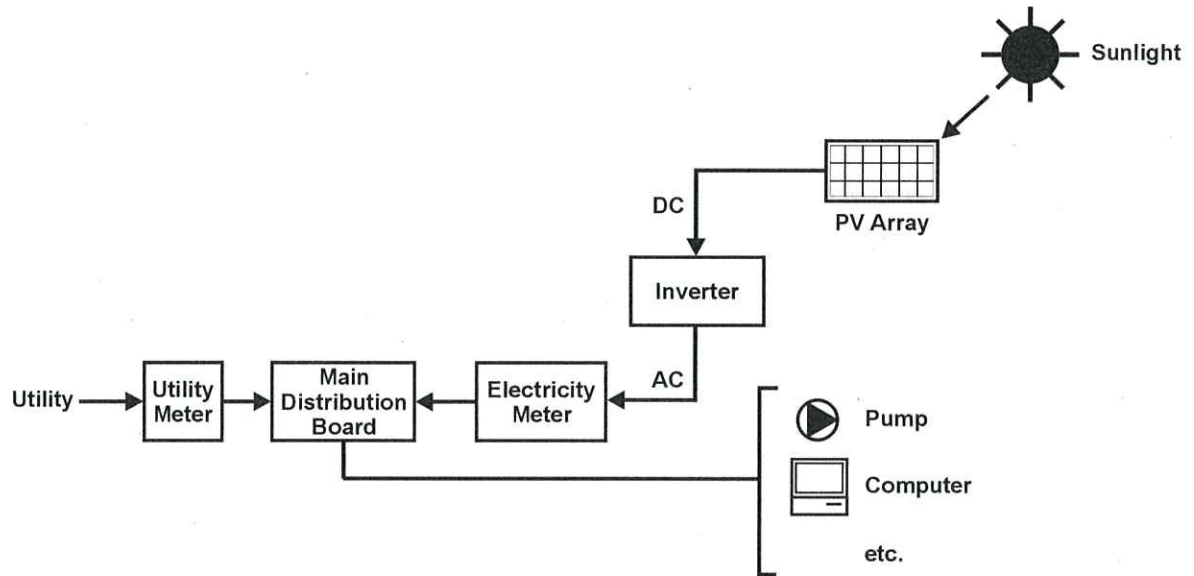 Sunlight
PV Array
DC
Inverter
AC
Utility
Utility
Meter
Main
Distribution
Board
Electricity
Meter
Pump
Computer
etc.